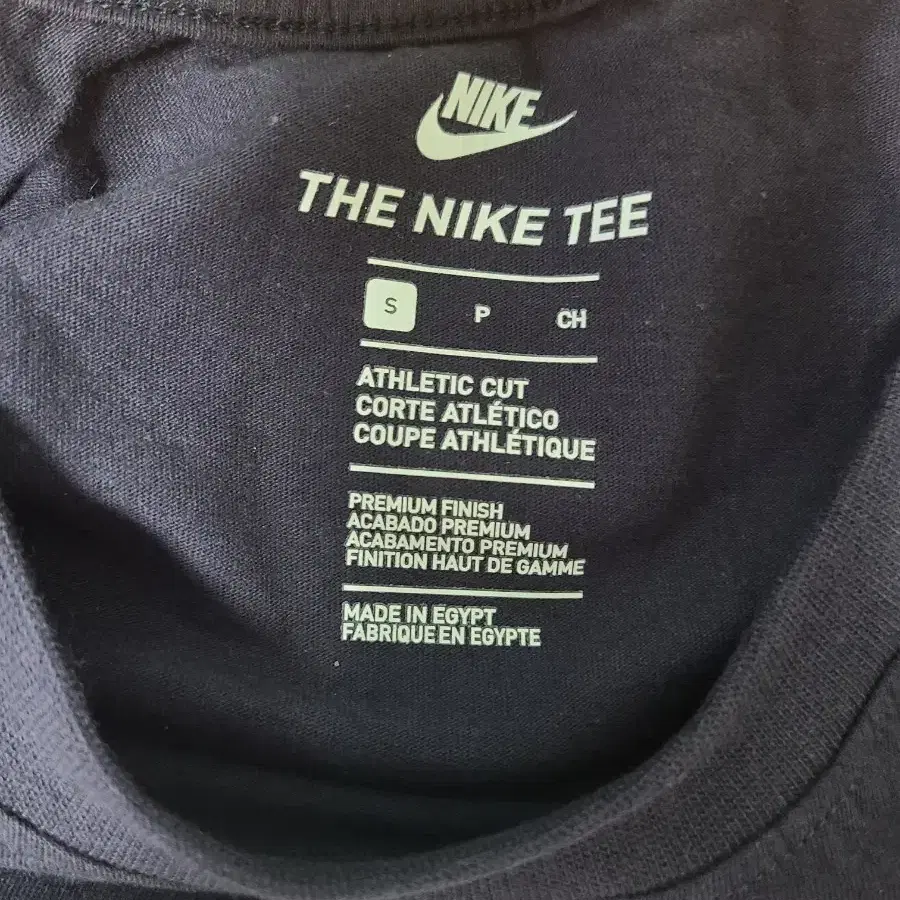 NIKE
THE NIKE TEE
S P CH
ATHLETIC CUT
CORTE ATLÉTICO
COUPE ATHLÉTIQUE
PREMIUM FINISH
ACABADO PREMIUM
ACABAMENTO PREMIUM
FINITION HAUT DE GAMME
MADE IN EGYPT
FABRIQUE EN EGYPTE